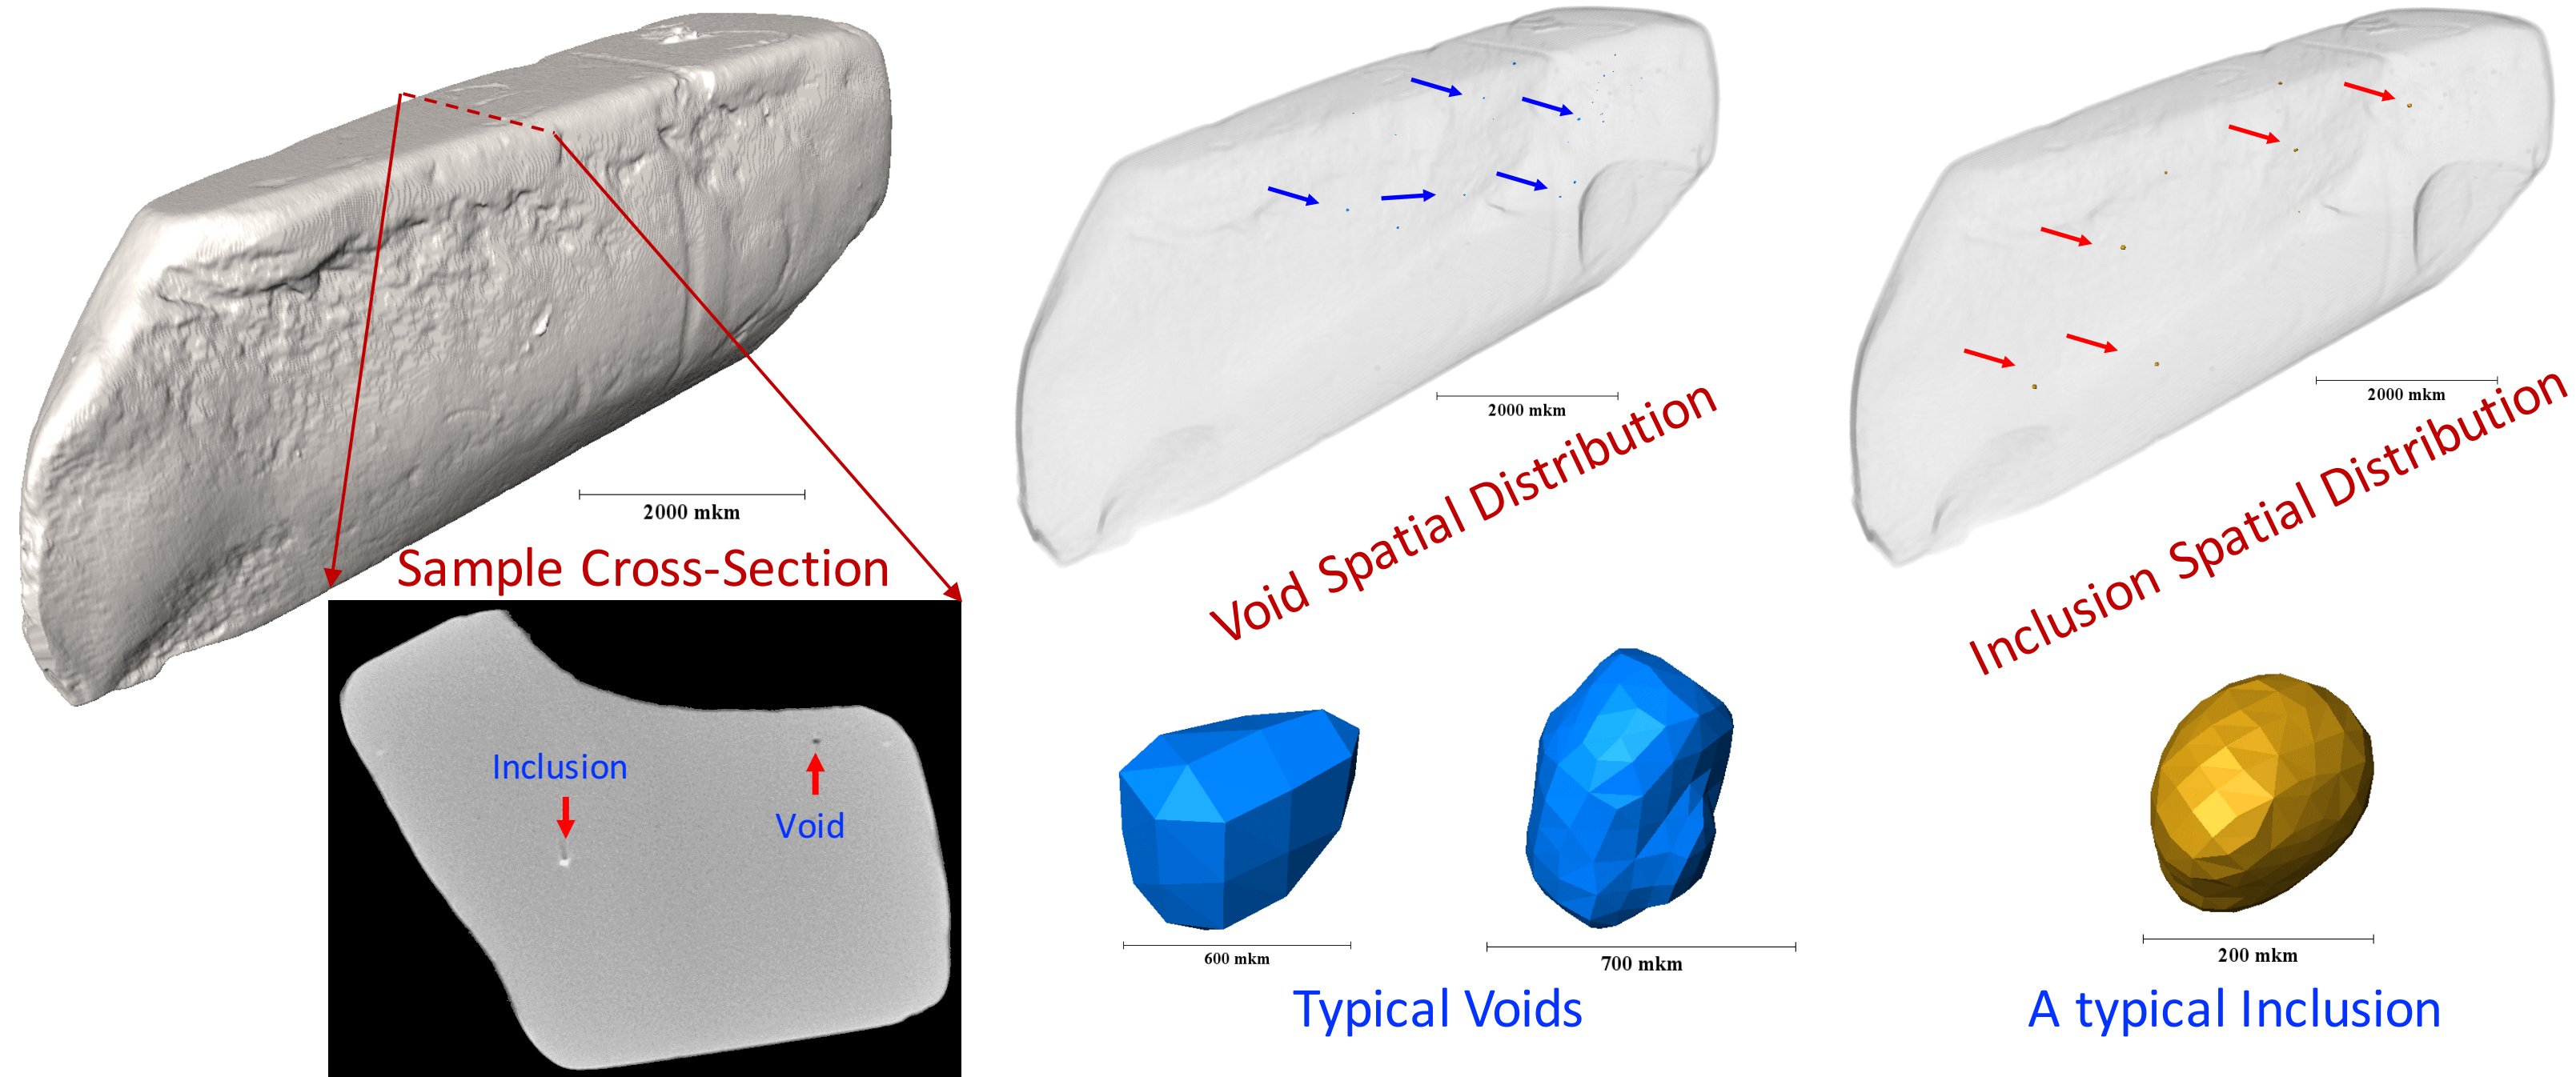 2000 mkm
Sample Cross-Section
Inclusion
Void
2000 mkm
Void Spatial Distribution
600 mkm
700 mkm
Typical Voids
2000 mkm
Inclusion Spatial Distribution
200 mkm
A typical Inclusion